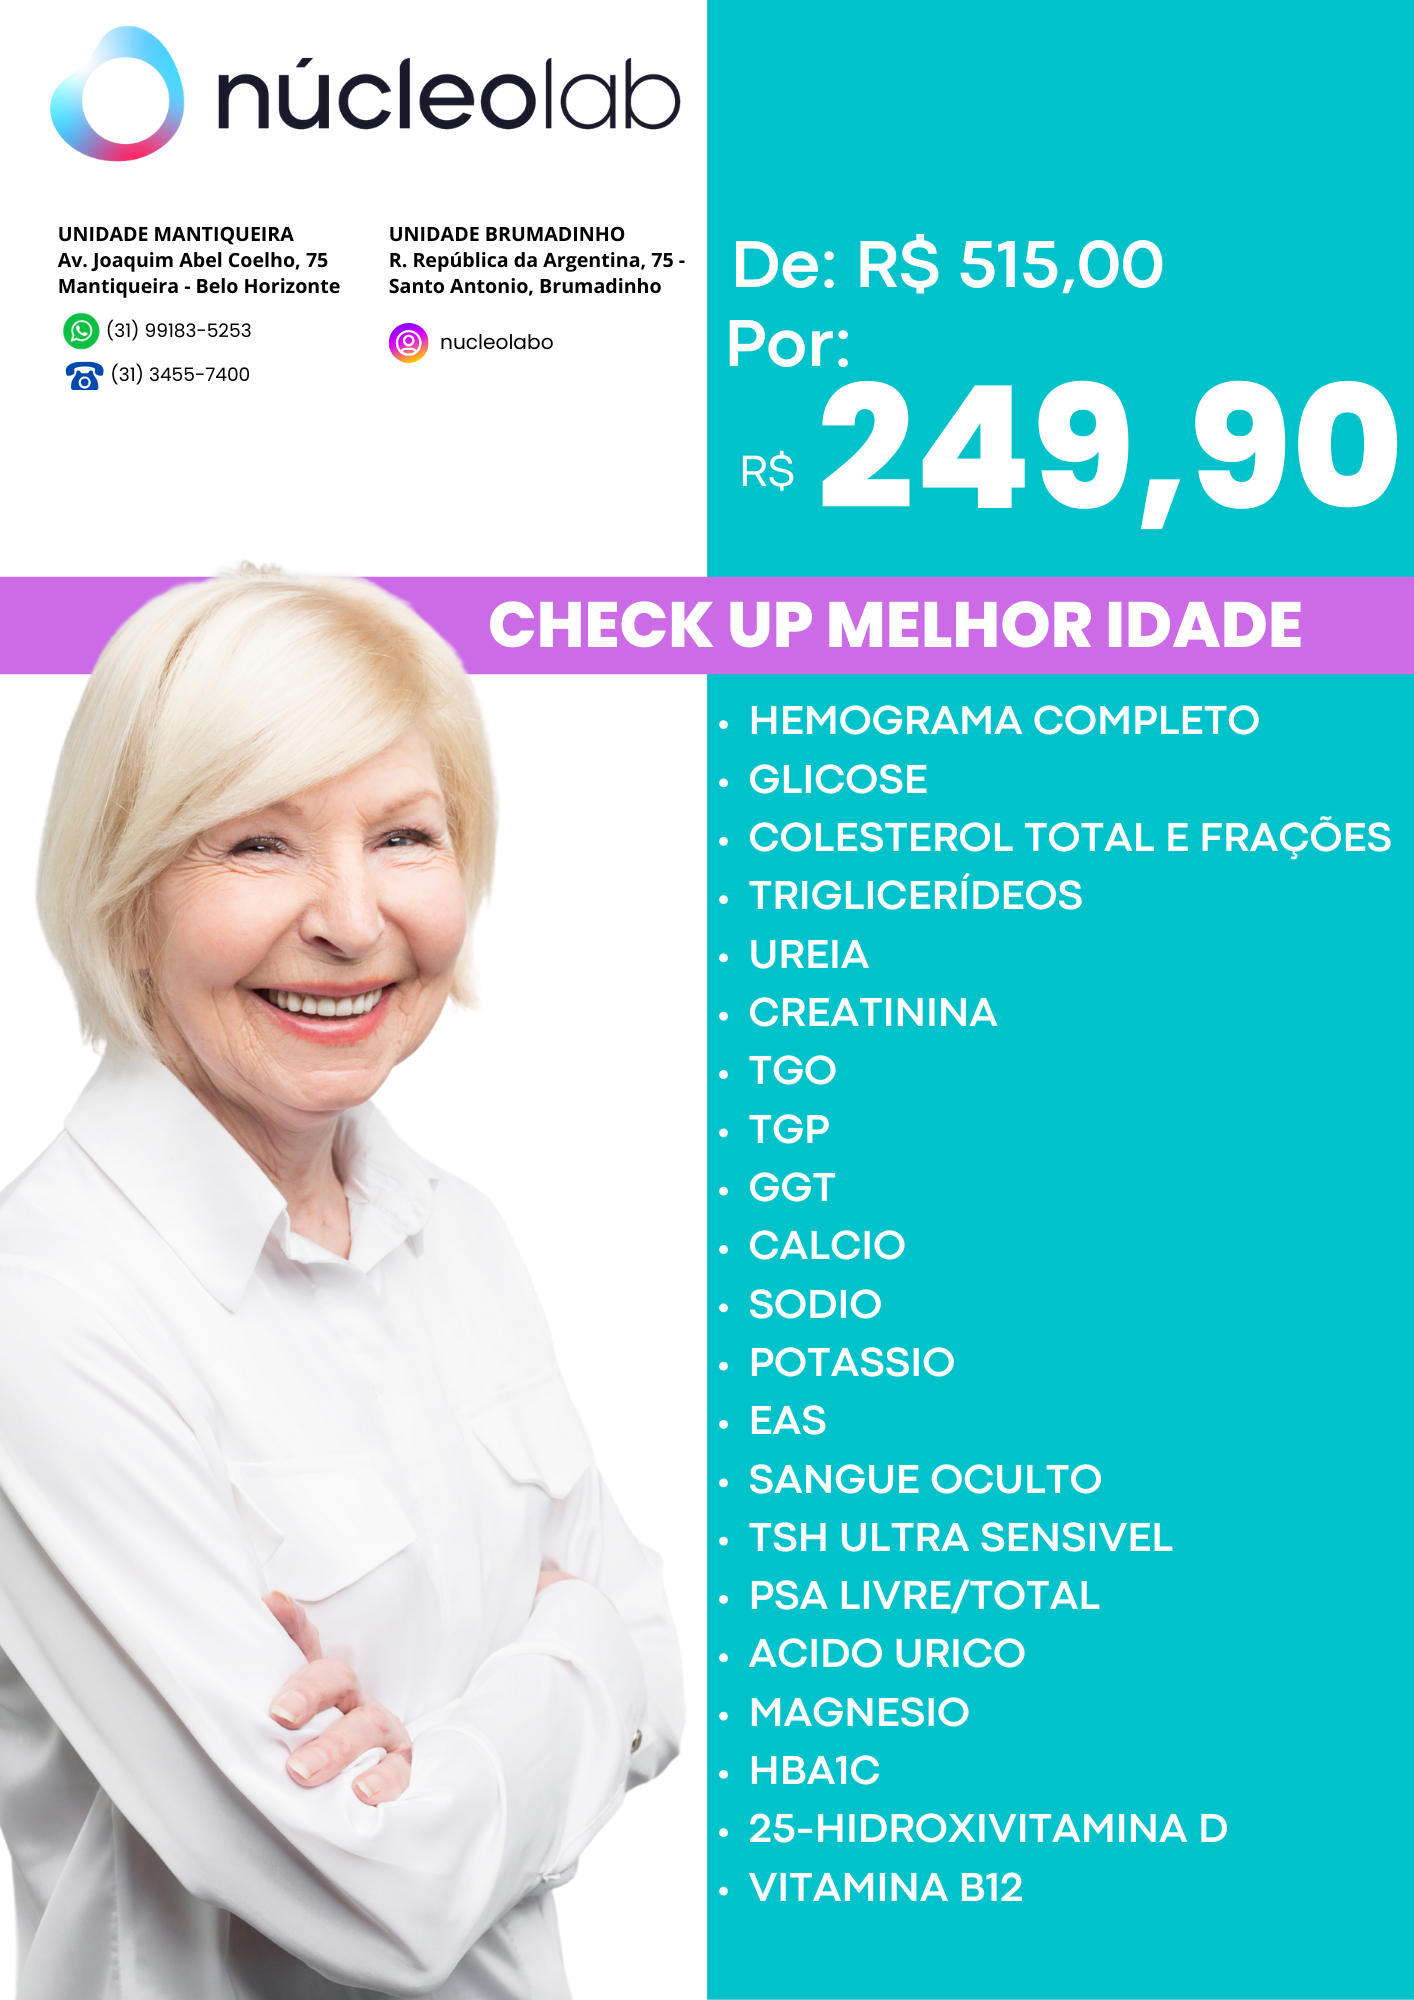 núcleolab
UNIDADE MANTIQUEIRA
Av. Joaquim Abel Coelho, 75
Mantiqueira - Belo Horizonte
(31) 99183-5253
(31) 3455-7400
UNIDADE BRUMADINHO
R. República da Argentina, 75 -
Santo Antonio, Brumadinho
nucleolabo
De: R$ 515,00
Por:
R$ 249,90
CHECK UP MELHOR IDADE
• HEMOGRAMA COMPLETO
• GLICOSE
• COLESTEROL TOTAL E FRAÇÕES
• TRIGLICERÍDEOS
• UREIA
• CREATININA
• TGO
• TGP
• GGT
• CALCIO
• SODIO
• POTASSIO
• EAS
• SANGUE OCULTO
• TSH ULTRA SENSIVEL
• PSA LIVRE/TOTAL
• ACIDO URICO
• MAGNESIO
• HBA1C
• 25-HIDROXIVITAMINA D
• VITAMINA B12